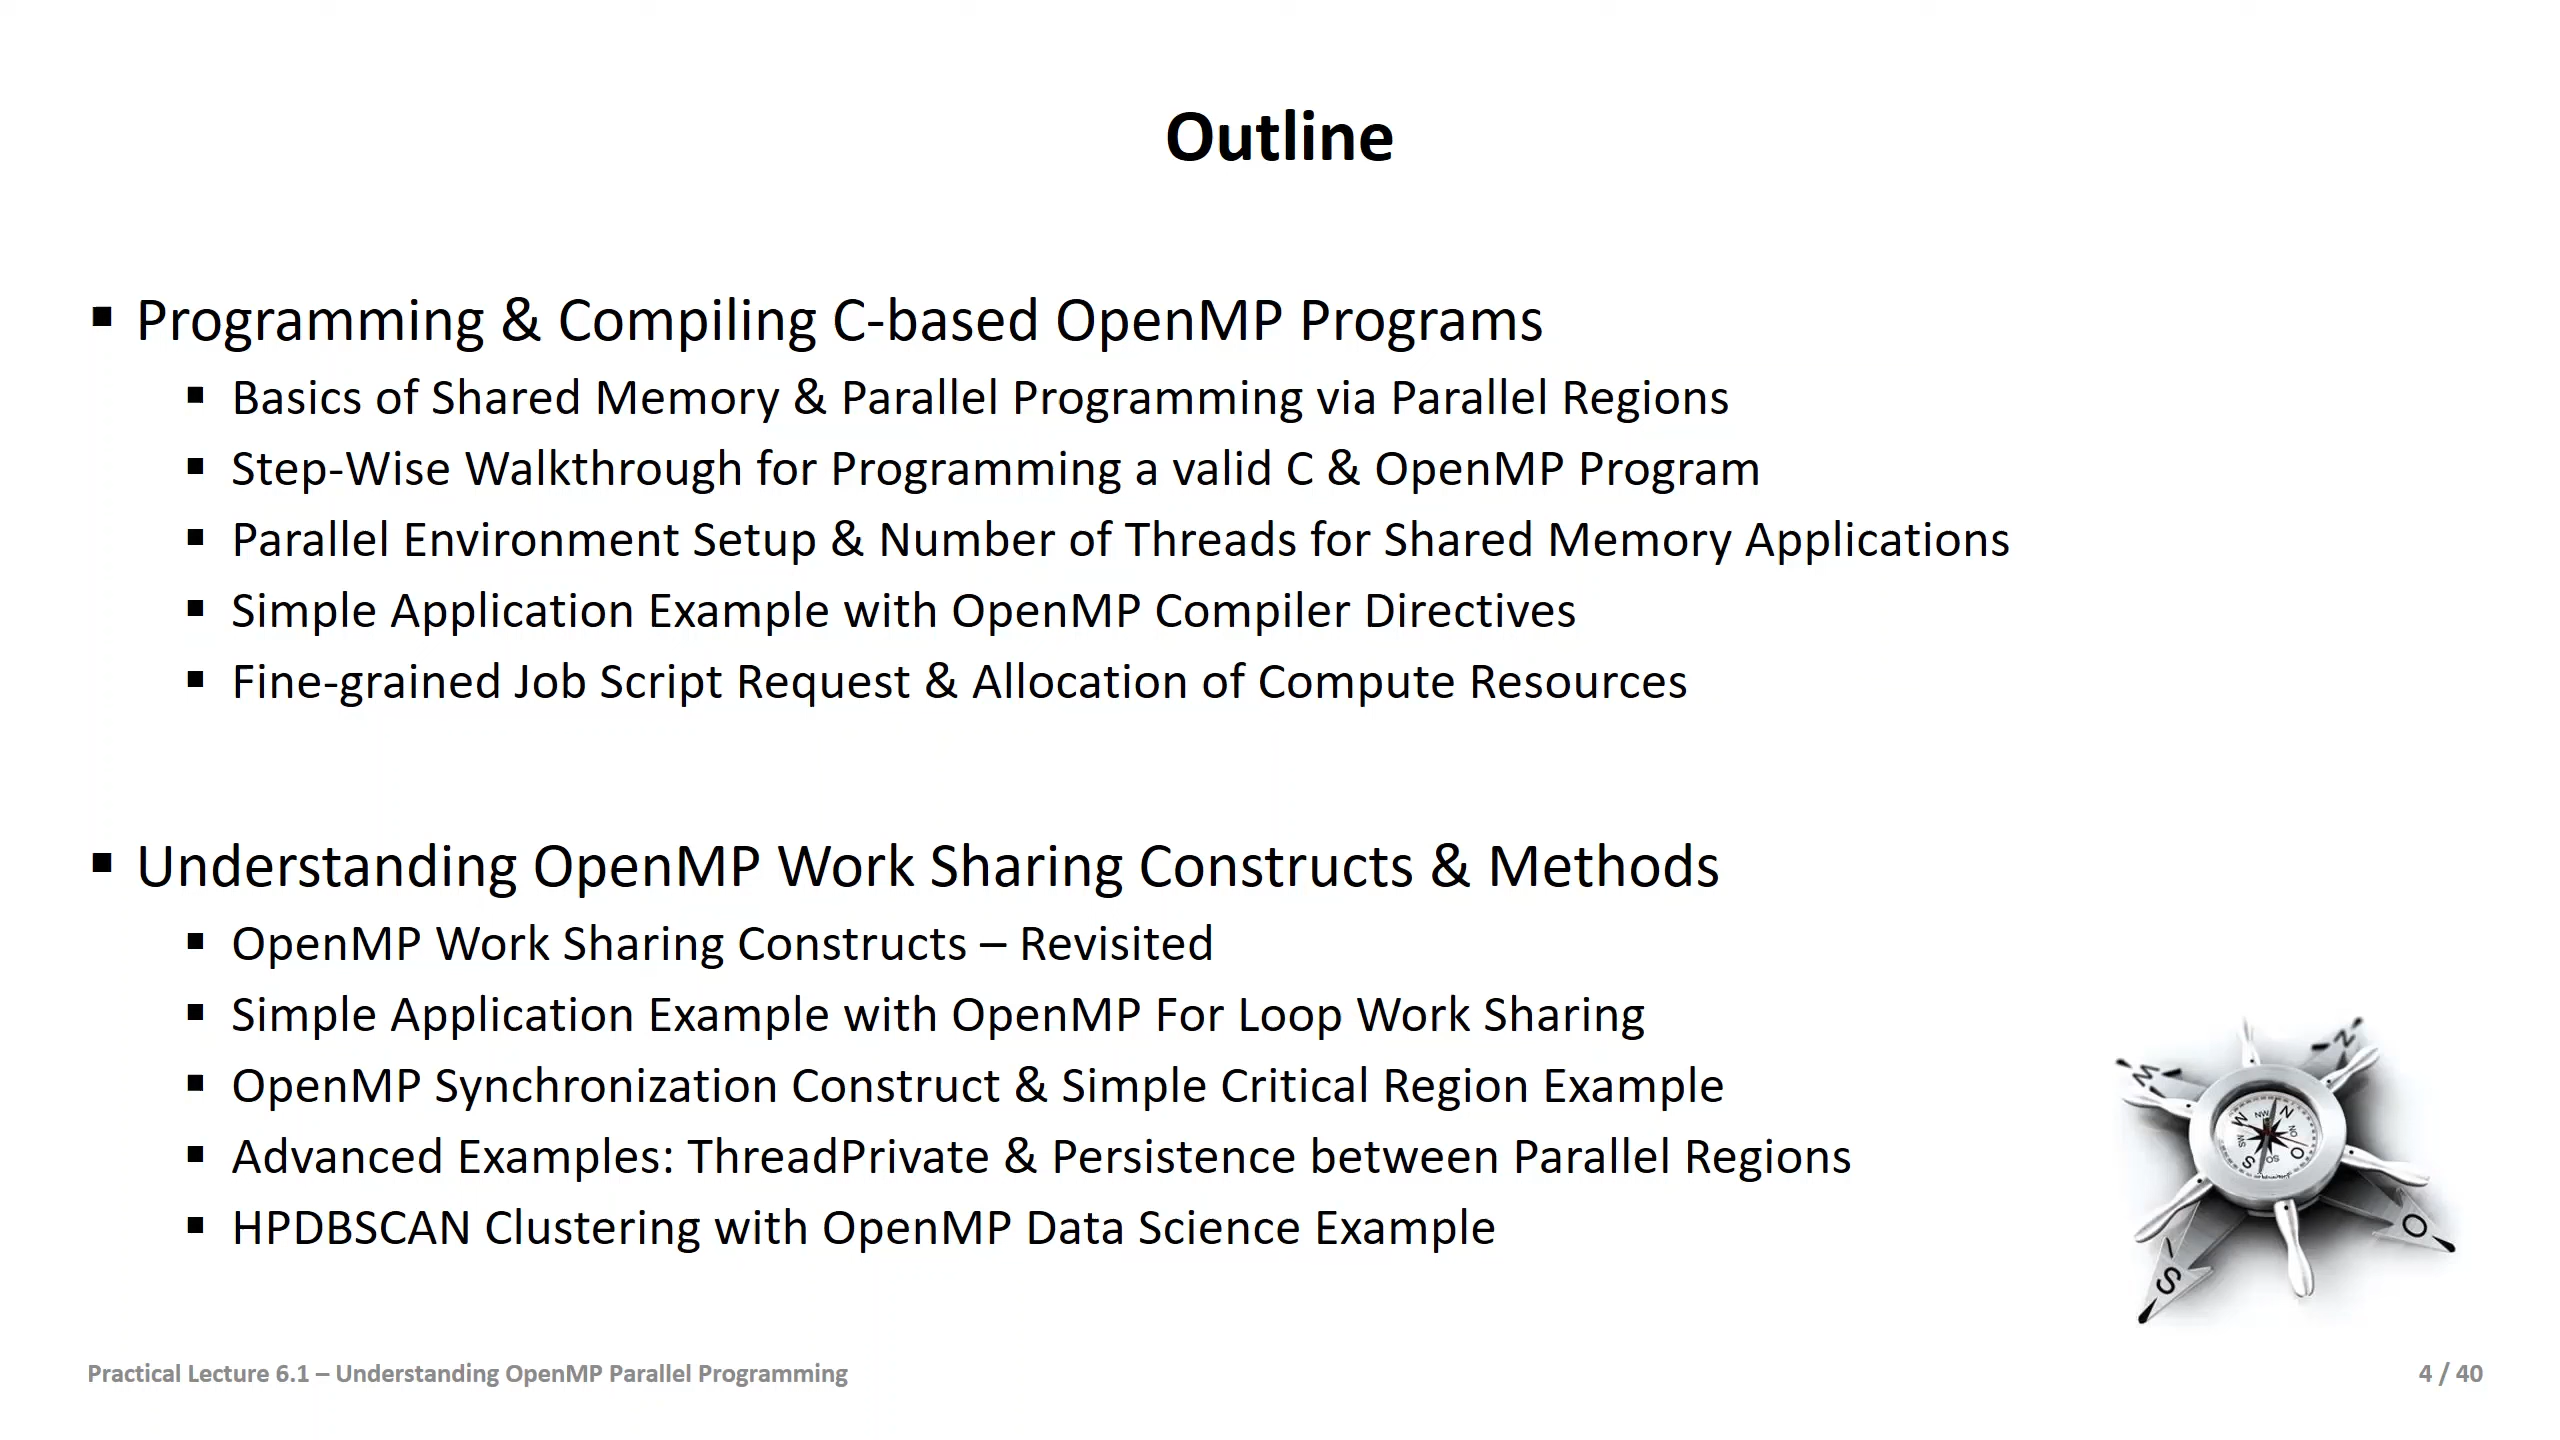 Outline
Programming & Compiling C-based OpenMP Programs
Basics of Shared Memory & Parallel Programming via Parallel Regions
Step-Wise Walkthrough for Programming a valid C & OpenMP Program
Parallel Environment Setup & Number of Threads for Shared Memory Applications
Simple Application Example with OpenMP Compiler Directives
Fine-grained Job Script Request & Allocation of Compute Resources
Understanding OpenMP Work Sharing Constructs & Methods
OpenMP Work Sharing Constructs – Revisited
Simple Application Example with OpenMP For Loop Work Sharing
OpenMP Synchronization Construct & Simple Critical Region Example
Advanced Examples: ThreadPrivate & Persistence between Parallel Regions
HPDBSCAN Clustering with OpenMP Data Science Example
W
N
W
NW
N
NO
O
SO
S
SW
O
S
Practical Lecture 6.1 – Understanding OpenMP Parallel Programming
4 / 40